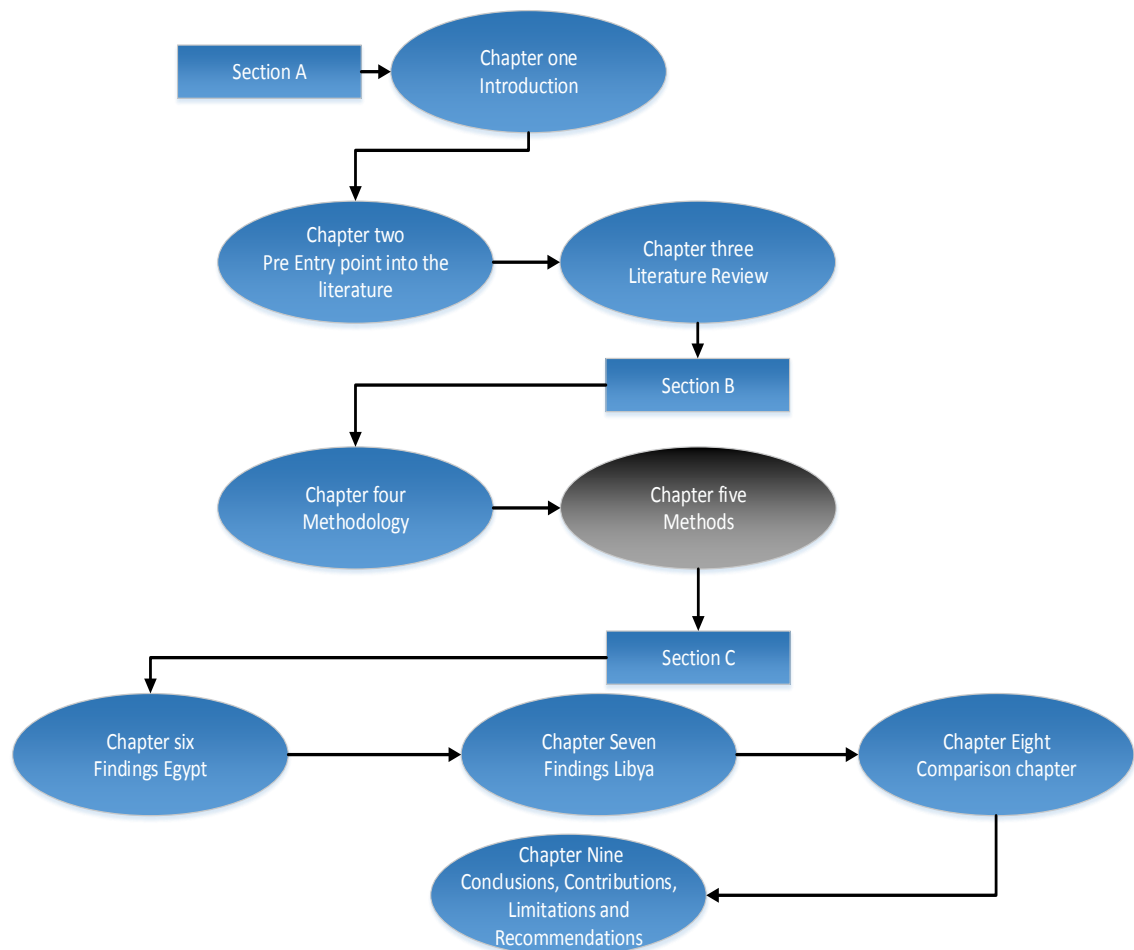 Section A
Chapter one
Introduction
Chapter two
Pre Entry point into the
literature
Chapter three
Literature Review
Section B
Chapter four
Methodology
Chapter five
Methods
Section C
Chapter six
Findings Egypt
Chapter Seven
Findings Libya
Chapter Eight
Comparison chapter
Chapter Nine
Conclusions, Contributions,
Limitations and
Recommendations